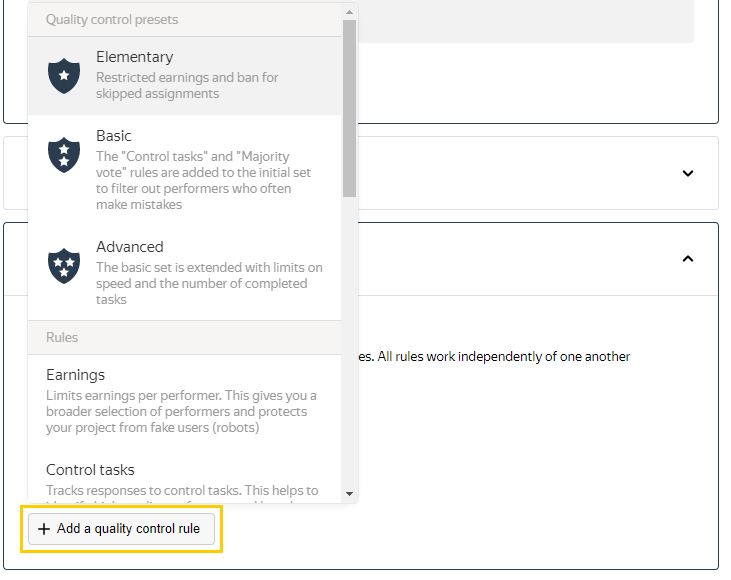 Quality control presets
Elementary
Restricted earnings and ban for
skipped assignments
Basic
The "Control tasks" and "Majority
vote" rules are added to the initial set
to filter out performers who often
make mistakes
Advanced
The basic set is extended with limits on
speed and the number of completed
tasks
Rules
es. All rules work independently of one another
Earnings
Limits earnings per performer. This gives you a
broader selection of performers and protects
your project from fake users (robots)
Control tasks
Tracks responses to control tasks. This helps to
+ Add a quality control rule